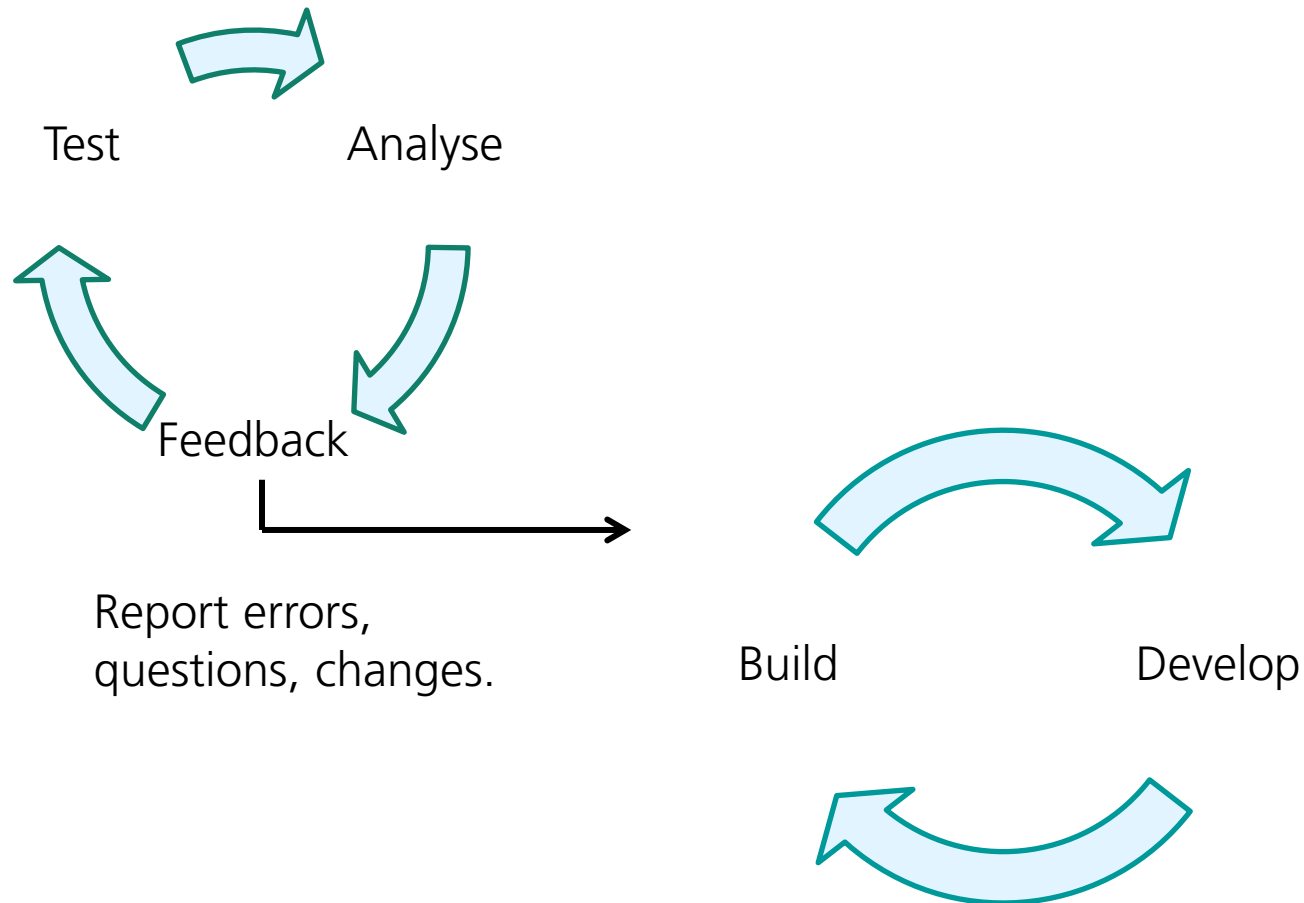 Test
Analyse
Feedback
Report errors,
questions, changes.
Build
Develop